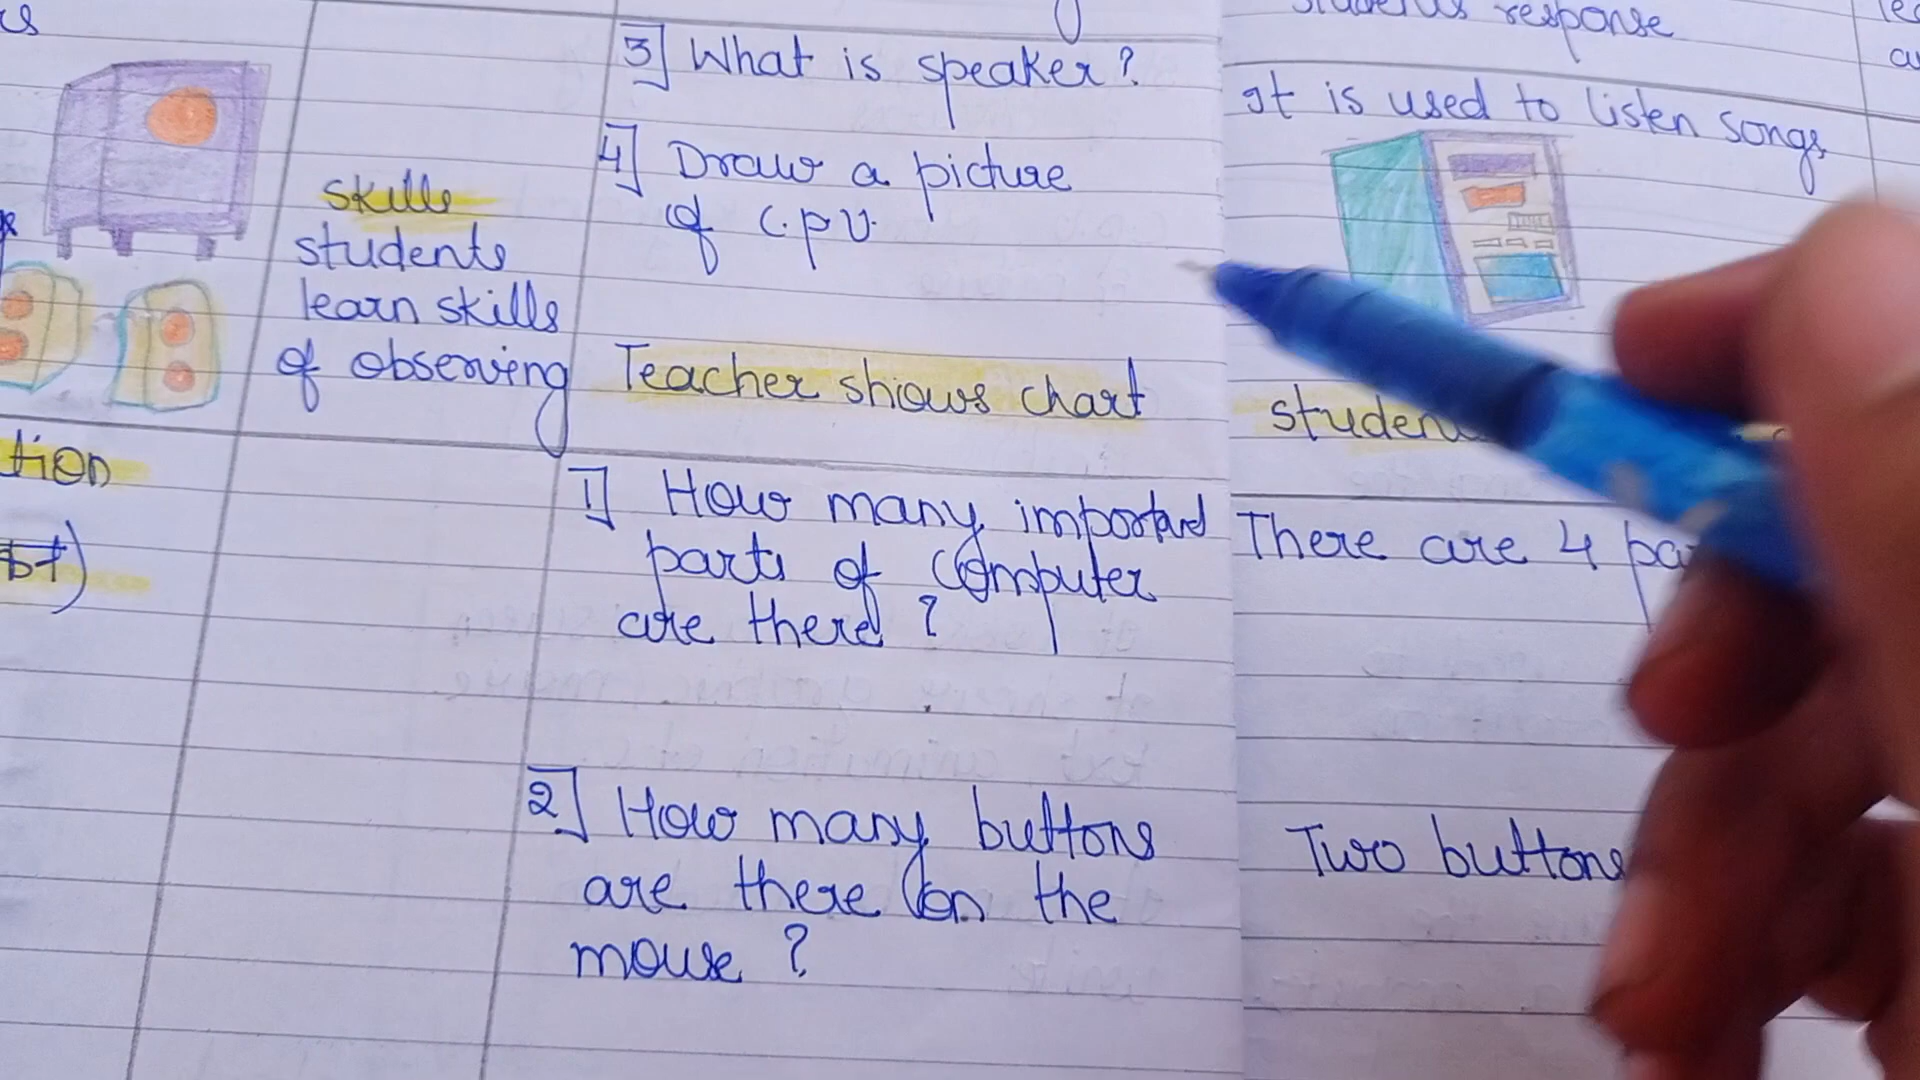 3] What is speaker?
4] Draw a picture
of C.P.U.
skills
students
learn skills
of observing
Teacher shows chart
tion
1] How many important
parts of Computer
are there ?
2] How many buttons
are there on the
mouse ?
response
It is used to listen songs
There are 4
Two buttons